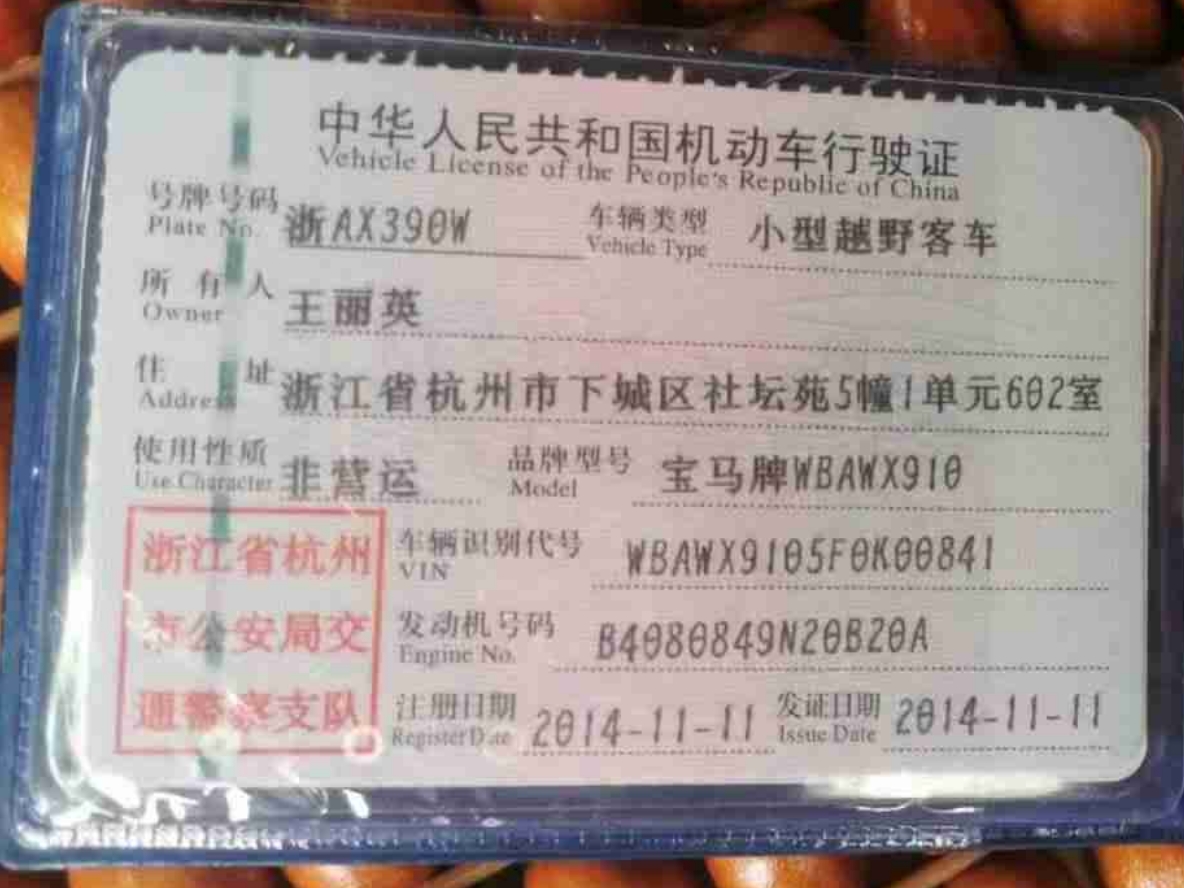 中华人民共和国机动车行驶证
Vehicle License of the People's Republic of China
号牌号码 浙AX390W 车辆类型 小型越野客车
Plate No. Vehicle Type
所有人 王丽英
Owner
住址 浙江省杭州市下城区社坛苑5幢1单元602室
Address
使用性质 非营运 品牌型号 宝马牌WBAWX910
Use Character Model
车辆识别代号 WBAWX9105F0K00841
VIN
发动机号码 B4080849N20B20A
Engine No.
注册日期 2014-11-11 发证日期 2014-11-11
Register Date Issue Date
浙江省杭州
市公安局交
通警察支队